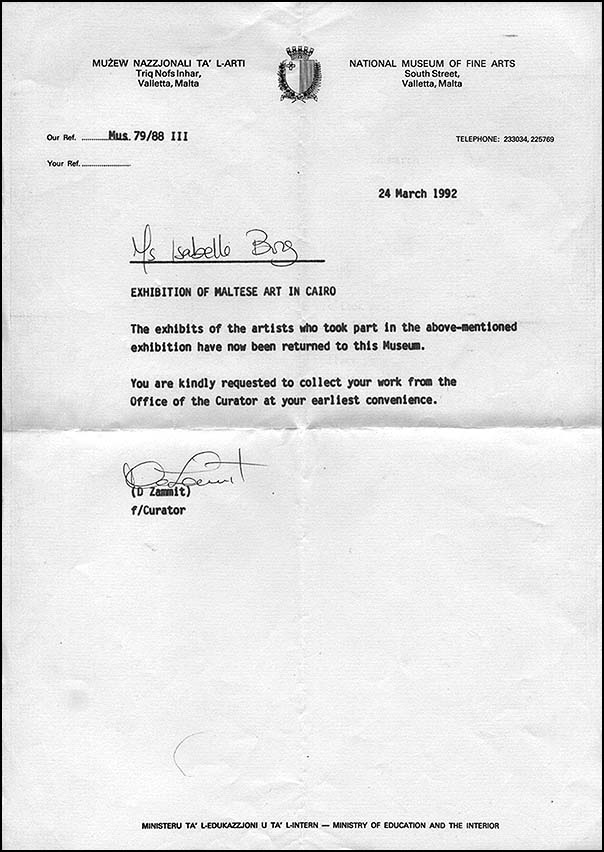 MUŻEW NAZZJONALI TA' L-ARTI
Triq Nofs Inhar,
Valletta, Malta
NATIONAL MUSEUM OF FINE ARTS
South Street,
Valletta, Malta
Our Ref. ............Mus 79/88 III
Your Ref.......................
TELEPHONE: 233034, 225769
24 March 1992
Ms Isabelle Borg
EXHIBITION OF MALTESE ART IN CAIRO
The exhibits of the artists who took part in the above-mentioned
exhibition have now been returned to this Museum.
You are kindly requested to collect your work from the
Office of the Curator at your earliest convenience.
(D Zammit)
f/Curator
MINISTERU TA' L-EDUKAZZJONI U TA' L-INTERN — MINISTRY OF EDUCATION AND THE INTERIOR